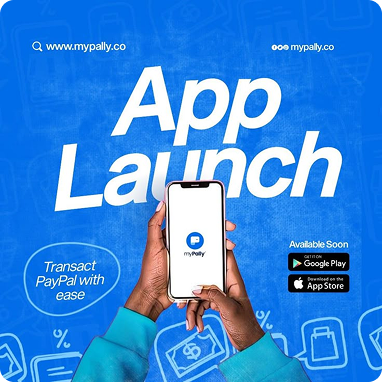 www.mypally.co
mypally.co
App
Launch
myPally
Available Soon
GET IT ON
Google Play
Download on the
App Store
Transact
PayPal with
ease